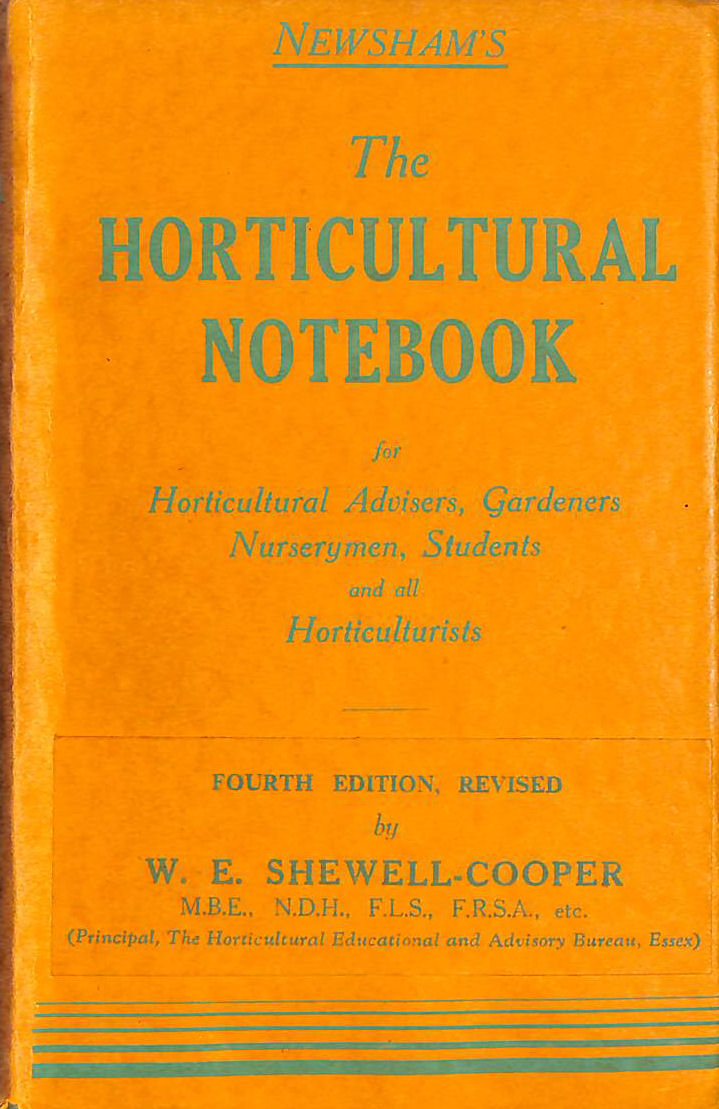 NEWSHAM'S
The
HORTICULTURAL
NOTEBOOK
for
Horticultural Advisers, Gardeners
Nurserymen, Students
and all
Horticulturists
FOURTH EDITION, REVISED
by
W. E. SHEWELL-COOPER
M.B.E., N.D.H., F.L.S., F.R.S.A., etc.
(Principal, The Horticultural Educational and Advisory Bureau, Essex)